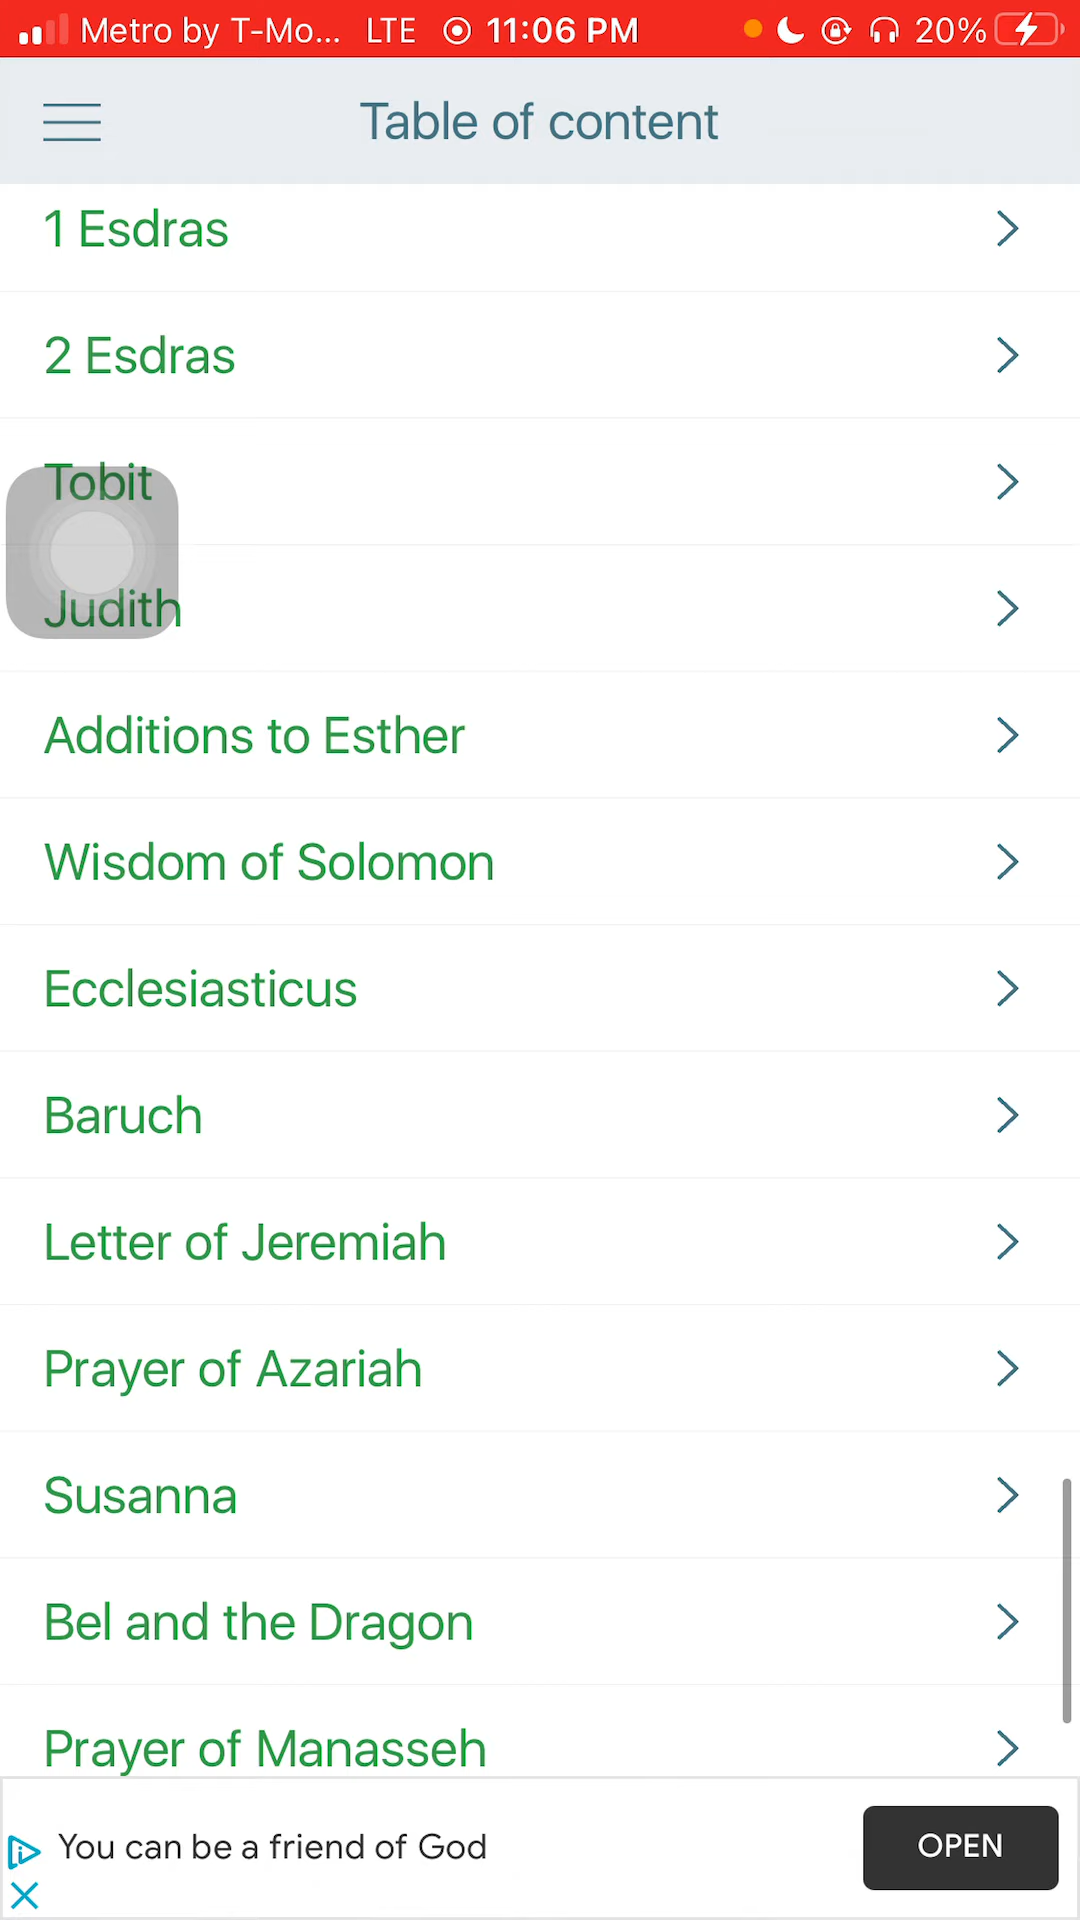 Metro by T-Mo... LTE 11:06 PM 20%
Table of content
1 Esdras
2 Esdras
Tobit
Judith
Additions to Esther
Wisdom of Solomon
Ecclesiasticus
Baruch
Letter of Jeremiah
Prayer of Azariah
Susanna
Bel and the Dragon
Prayer of Manasseh
You can be a friend of God
OPEN